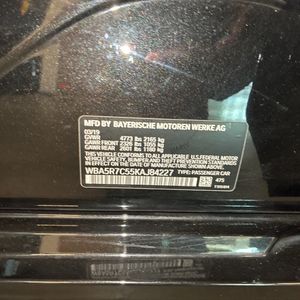 MFD BY BAYERISCHE MOTOREN WERKE AG
03/19
GVWR 4773 lbs 2165 kg
GAWR FRONT 2326 lbs 1055 kg
GAWR REAR 2601 lbs 1180 kg
THIS VEHICLE CONFORMS TO ALL APPLICABLE U.S. FEDERAL MOTOR
VEHICLE SAFETY, BUMPER, AND THEFT PREVENTION STANDARDS IN EFFECT
ON THE DATE OF MANUFACTURE SHOWN ABOVE.
WBA5R7C55KAJ84227 TYPE: PASSENGER CAR
475